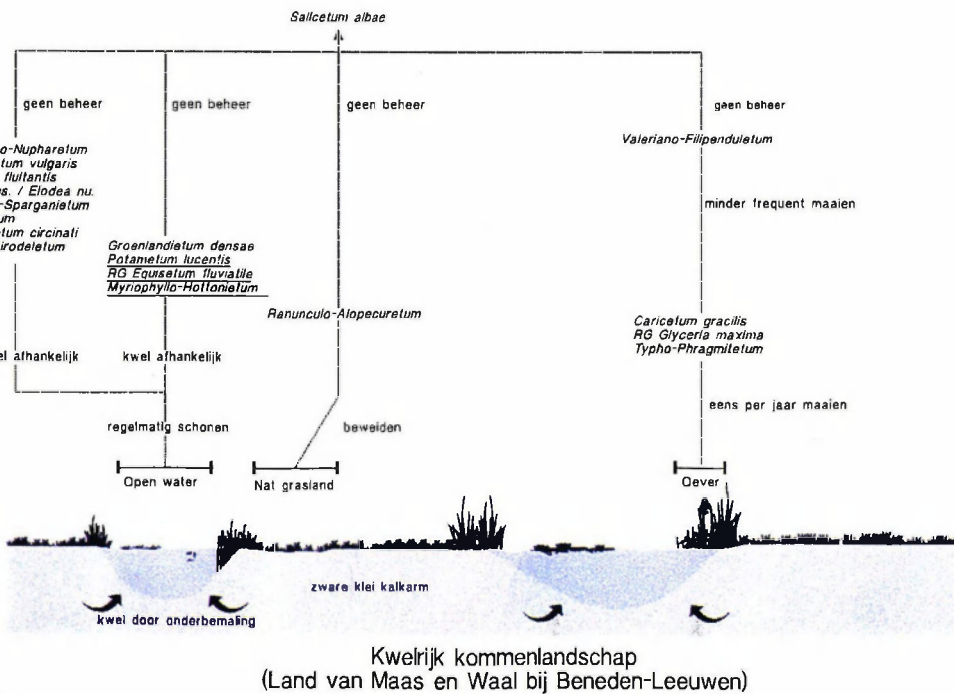 Salicetum albae
geen beheer
geen beheer
geen beheer
geen beheer
o-Nupharetum
tum vulgaris
fluitantis
s. / Elodea nu.
-Sparganietum
um
tum circinati
irodeletum
Groenlandietum densae
Potametum lucentis
RG Equisetum fluviatile
Myriophyllo-Hottonietum
Ranunculo-Alopecuretum
Valeriano-Filipenduletum
minder frequent maaien
Caricetum gracilis
RG Glyceria maxima
Typho-Phragmitetum
el afhankelijk
kwel afhankelijk
regelmatig schonen
beweiden
eens per jaar maaien
Open water
Nat grasland
Oever
zware klei kalkarm
kwel door onderbemaling
Kwelrijk kommenlandschap
(Land van Maas en Waal bij Beneden-Leeuwen)